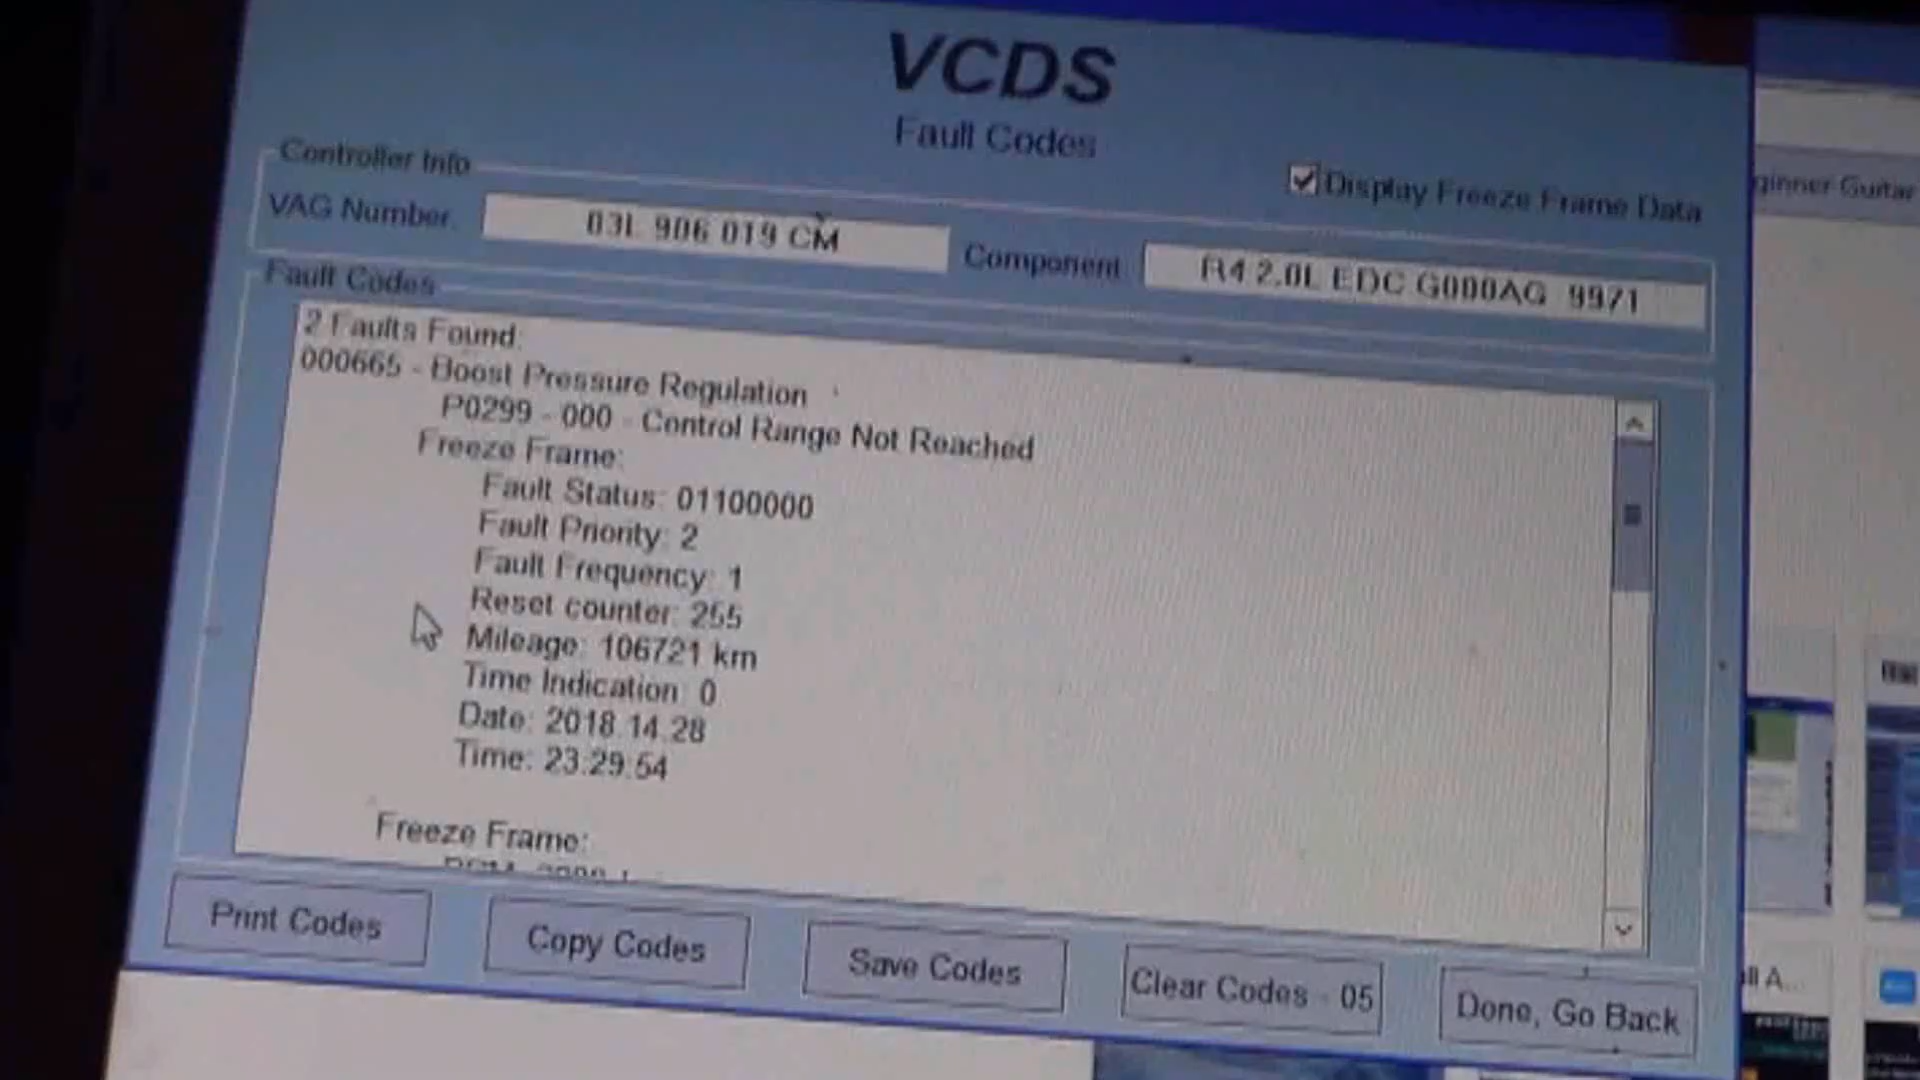 VCDS
Fault Codes
Controller Info
Display Freeze Frame Data
VAG Number:
03L 906 019 CM
Component:
R4 2.0L EDC G000AG 9971
Fault Codes
2 Faults Found:
000665 - Boost Pressure Regulation
P0299 - 000 - Control Range Not Reached
Freeze Frame:
Fault Status: 01100000
Fault Priority: 2
Fault Frequency: 1
Reset counter: 255
Mileage: 106721 km
Time Indication: 0
Date: 2018.14.28
Time: 23:29:54
Freeze Frame:
Print Codes
Copy Codes
Save Codes
Clear Codes - 05
Done, Go Back
ginner Guitar
ll A...